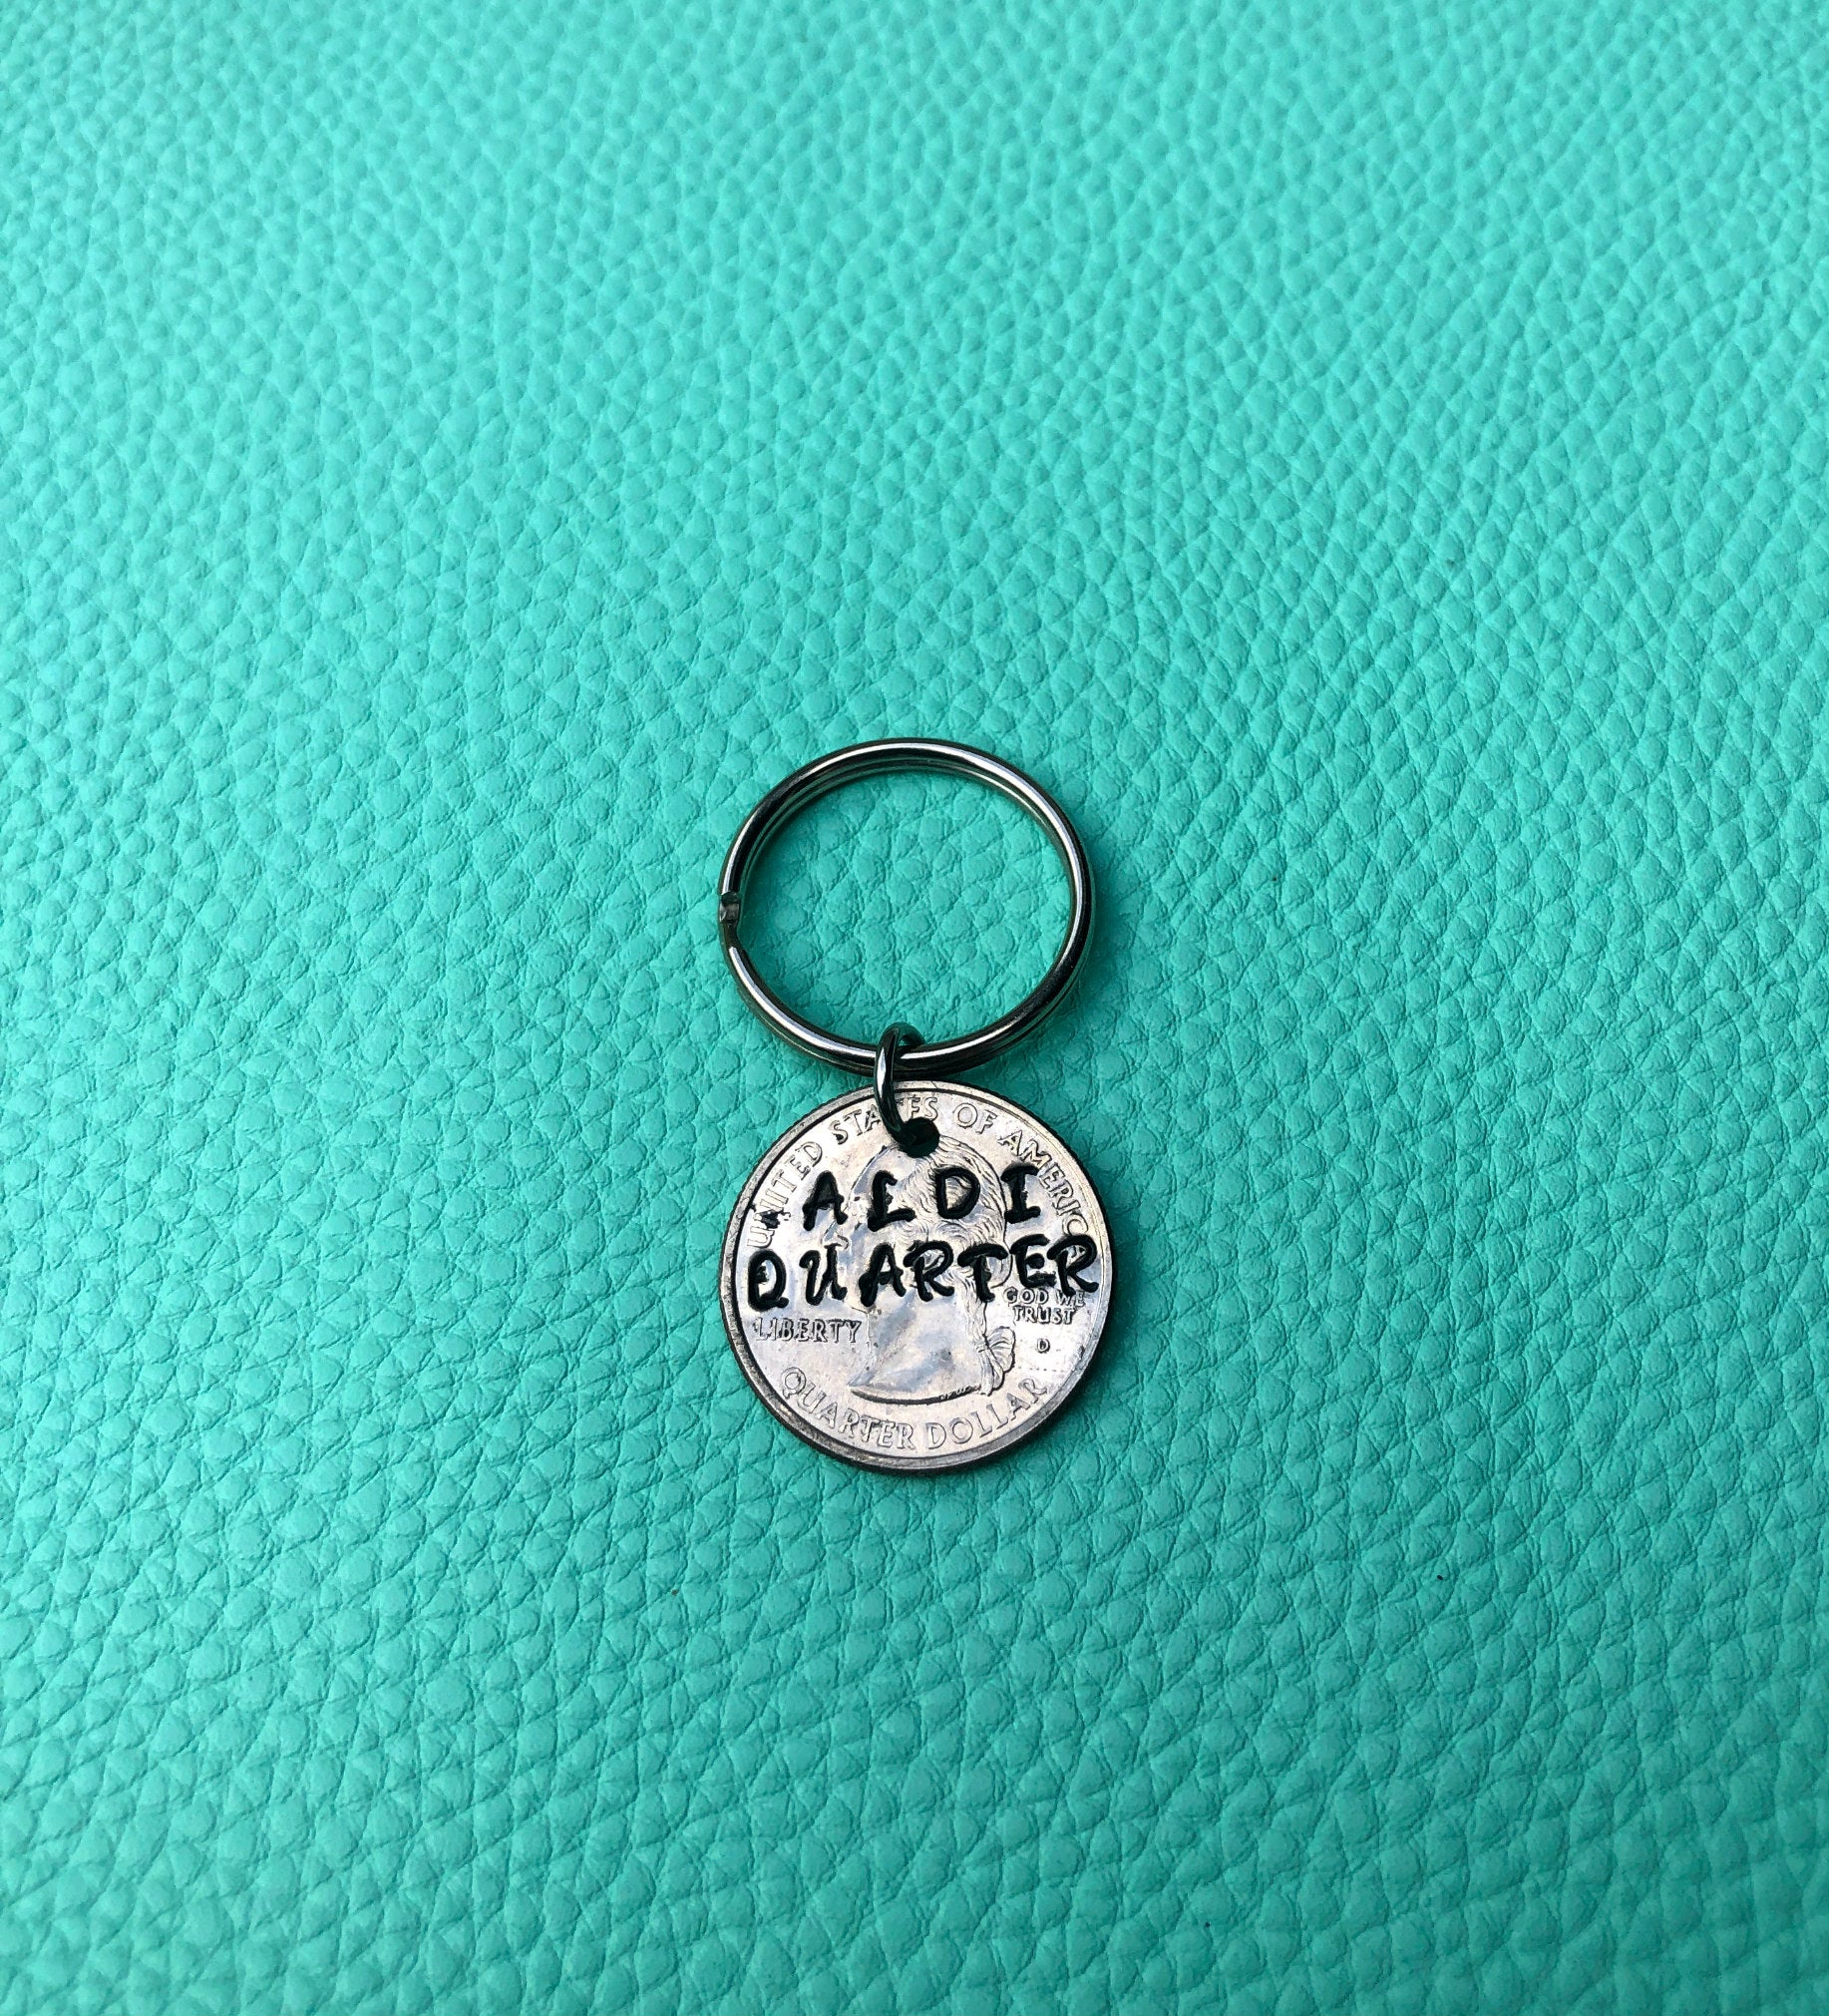 UNITED STATES OF AMERICA
ALDI
QUARTER
GOD WE
TRUST
LIBERTY
D
QUARTER DOLLAR